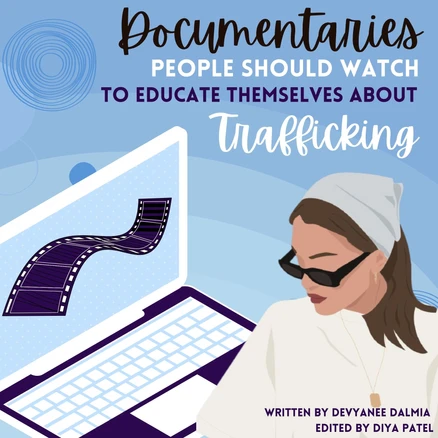 Documentaries
PEOPLE SHOULD WATCH
TO EDUCATE THEMSELVES ABOUT
Trafficking
WRITTEN BY DEVYANEE DALMIA
EDITED BY DIYA PATEL